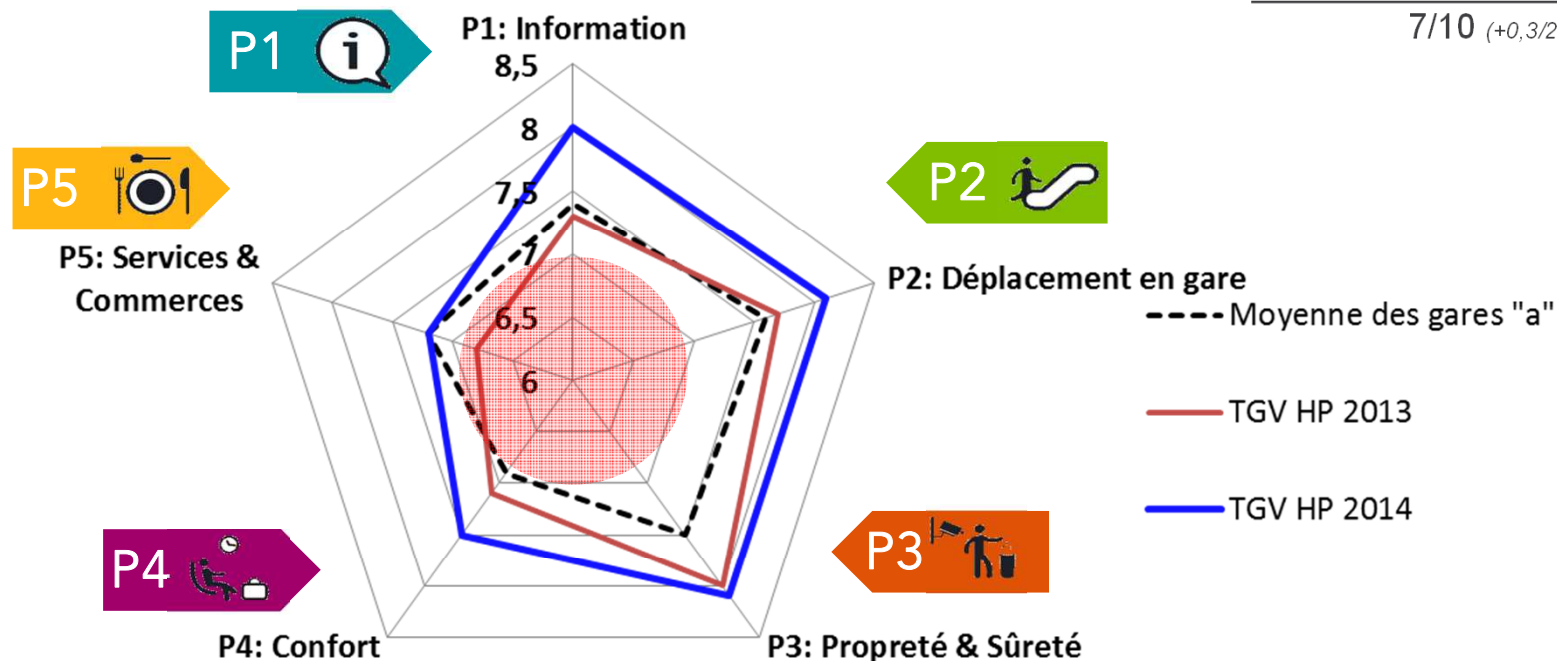 7/10 (+0,3/2
P1
P1: Information
8,5
8
7,5
7
6,5
6
P2
P5
P5: Services &
Commerces
P2: Déplacement en gare
Moyenne des gares "a"
TGV HP 2013
TGV HP 2014
P3
P4
P4: Confort
P3: Propreté & Sûreté